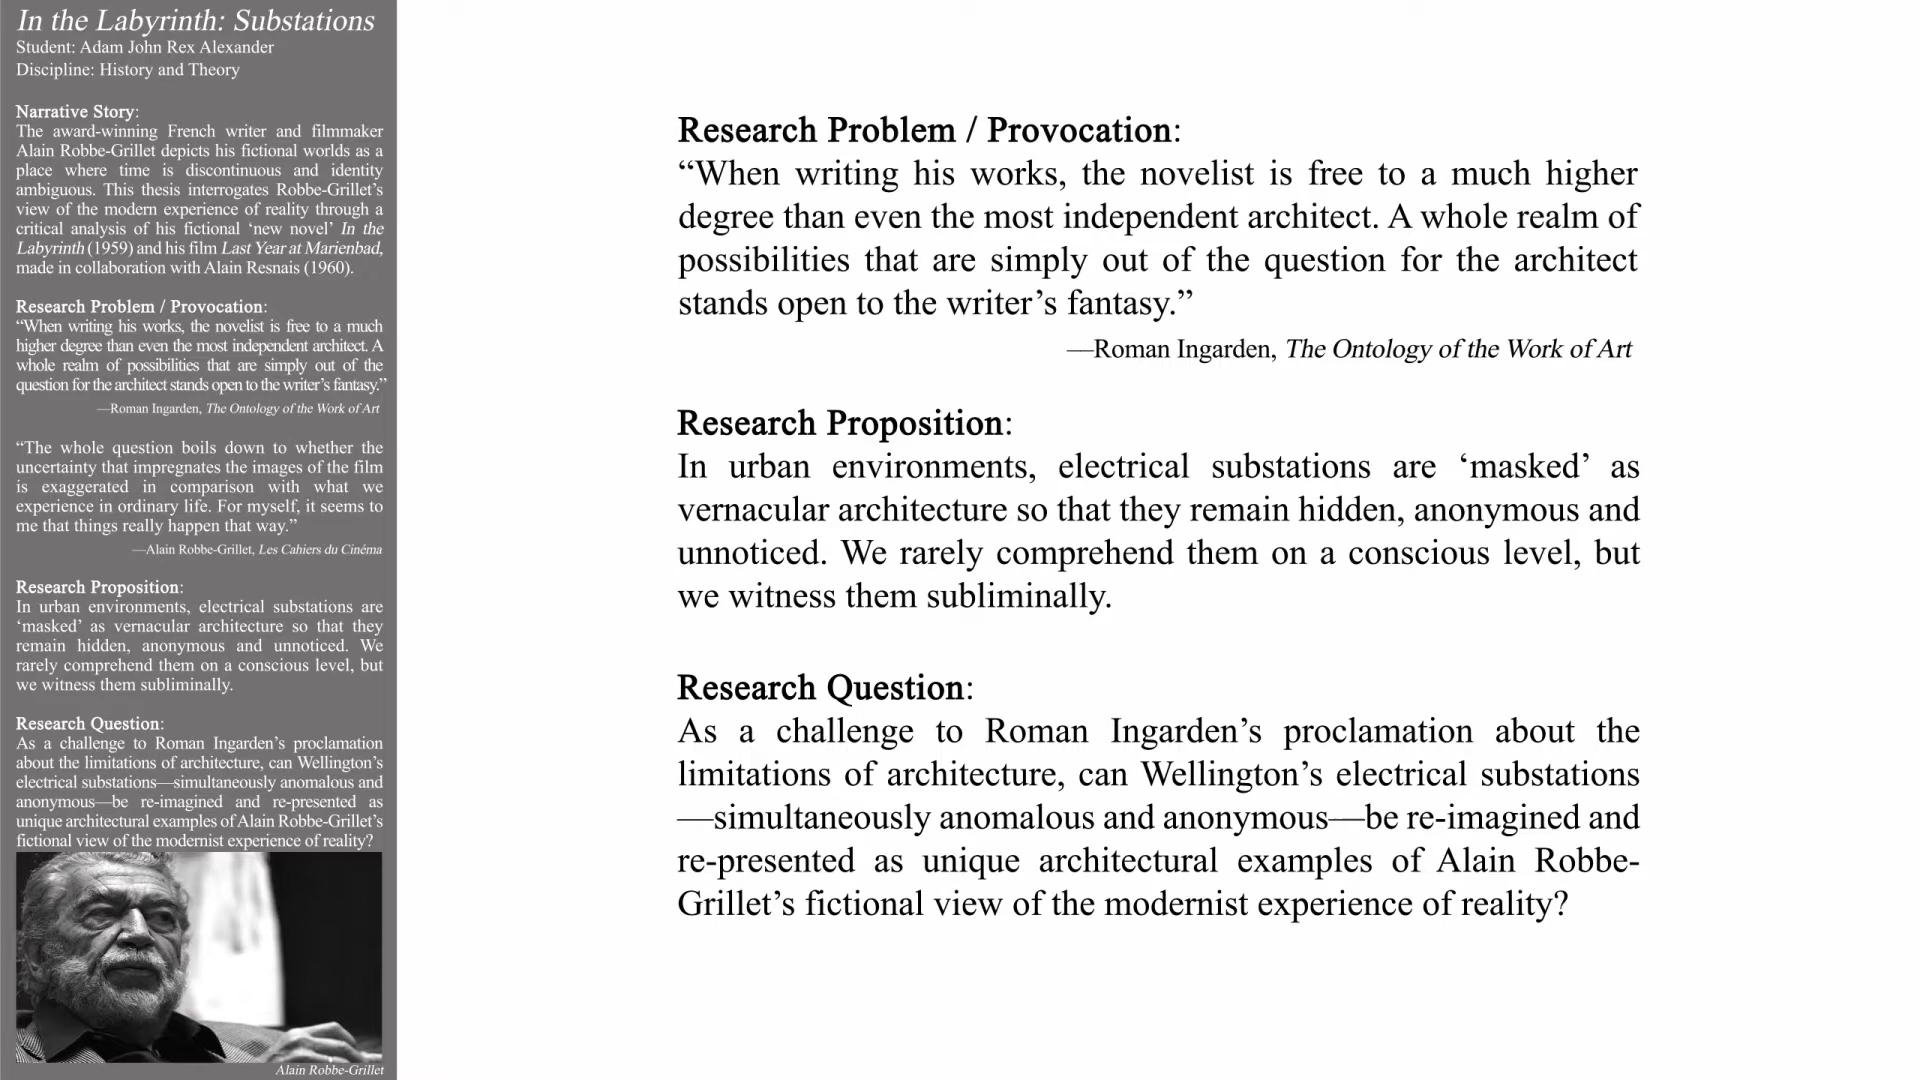 In the Labyrinth: Substations
Student: Adam John Rex Alexander
Discipline: History and Theory
Narrative Story:
The award-winning French writer and filmmaker
Alain Robbe-Grillet depicts his fictional worlds as a
place where time is discontinuous and identity
ambiguous. This thesis interrogates Robbe-Grillet’s
view of the modern experience of reality through a
critical analysis of his fictional ‘new novel’ In the
Labyrinth (1959) and his film Last Year at Marienbad,
made in collaboration with Alain Resnais (1960).
Research Problem / Provocation:
“When writing his works, the novelist is free to a much
higher degree than even the most independent architect. A
whole realm of possibilities that are simply out of the
question for the architect stands open to the writer’s fantasy.”
—Roman Ingarden, The Ontology of the Work of Art
“The whole question boils down to whether the
uncertainty that impregnates the images of the film
is exaggerated in comparison with what we
experience in ordinary life. For myself, it seems to
me that things really happen that way.”
—Alain Robbe-Grillet, Les Cahiers du Cinéma
Research Proposition:
In urban environments, electrical substations are
‘masked’ as vernacular architecture so that they
remain hidden, anonymous and unnoticed. We
rarely comprehend them on a conscious level, but
we witness them subliminally.
Research Question:
As a challenge to Roman Ingarden’s proclamation
about the limitations of architecture, can Wellington’s
electrical substations—simultaneously anomalous and
anonymous—be re-imagined and re-presented as
unique architectural examples of Alain Robbe-Grillet’s
fictional view of the modernist experience of reality?
Alain Robbe-Grillet
Research Problem / Provocation:
“When writing his works, the novelist is free to a much higher
degree than even the most independent architect. A whole realm of
possibilities that are simply out of the question for the architect
stands open to the writer’s fantasy.”
—Roman Ingarden, The Ontology of the Work of Art
Research Proposition:
In urban environments, electrical substations are ‘masked’ as
vernacular architecture so that they remain hidden, anonymous and
unnoticed. We rarely comprehend them on a conscious level, but
we witness them subliminally.
Research Question:
As a challenge to Roman Ingarden’s proclamation about the
limitations of architecture, can Wellington’s electrical substations
—simultaneously anomalous and anonymous—be re-imagined and
re-presented as unique architectural examples of Alain Robbe-
Grillet’s fictional view of the modernist experience of reality?